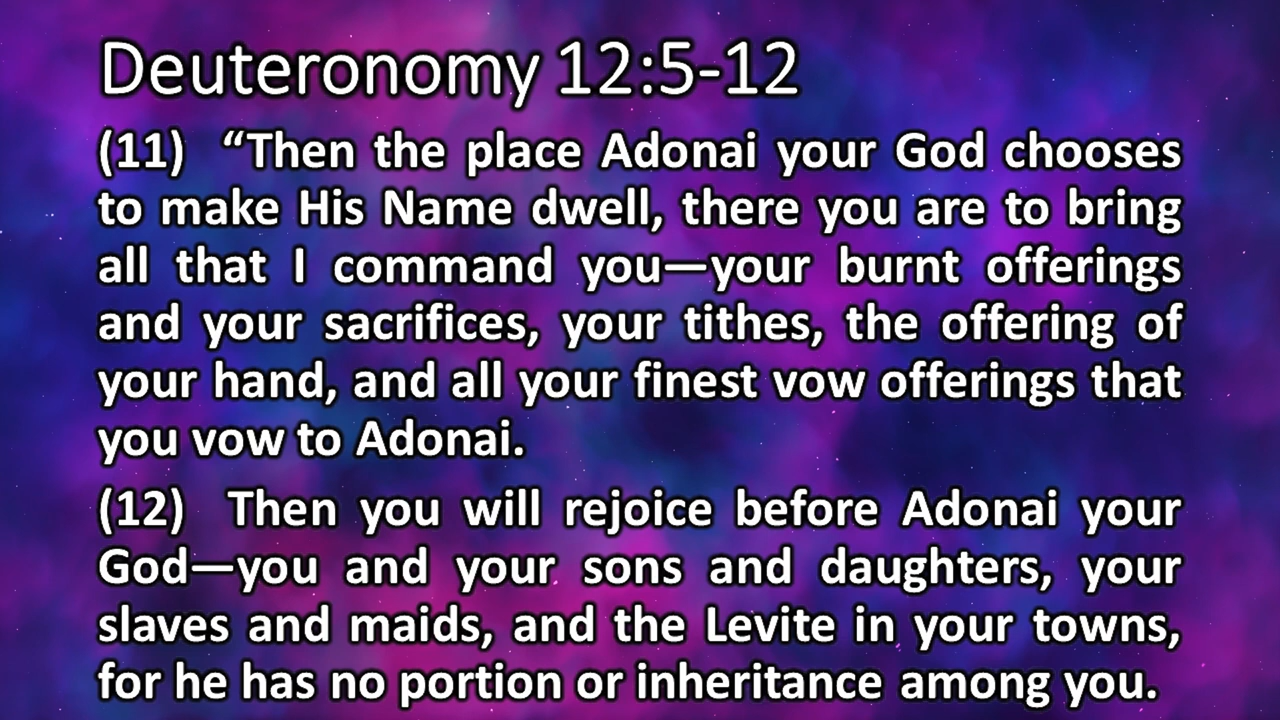 Deuteronomy 12:5-12
(11) “Then the place Adonai your God chooses
to make His Name dwell, there you are to bring
all that I command you—your burnt offerings
and your sacrifices, your tithes, the offering of
your hand, and all your finest vow offerings that
you vow to Adonai.
(12) Then you will rejoice before Adonai your
God—you and your sons and daughters, your
slaves and maids, and the Levite in your towns,
for he has no portion or inheritance among you.